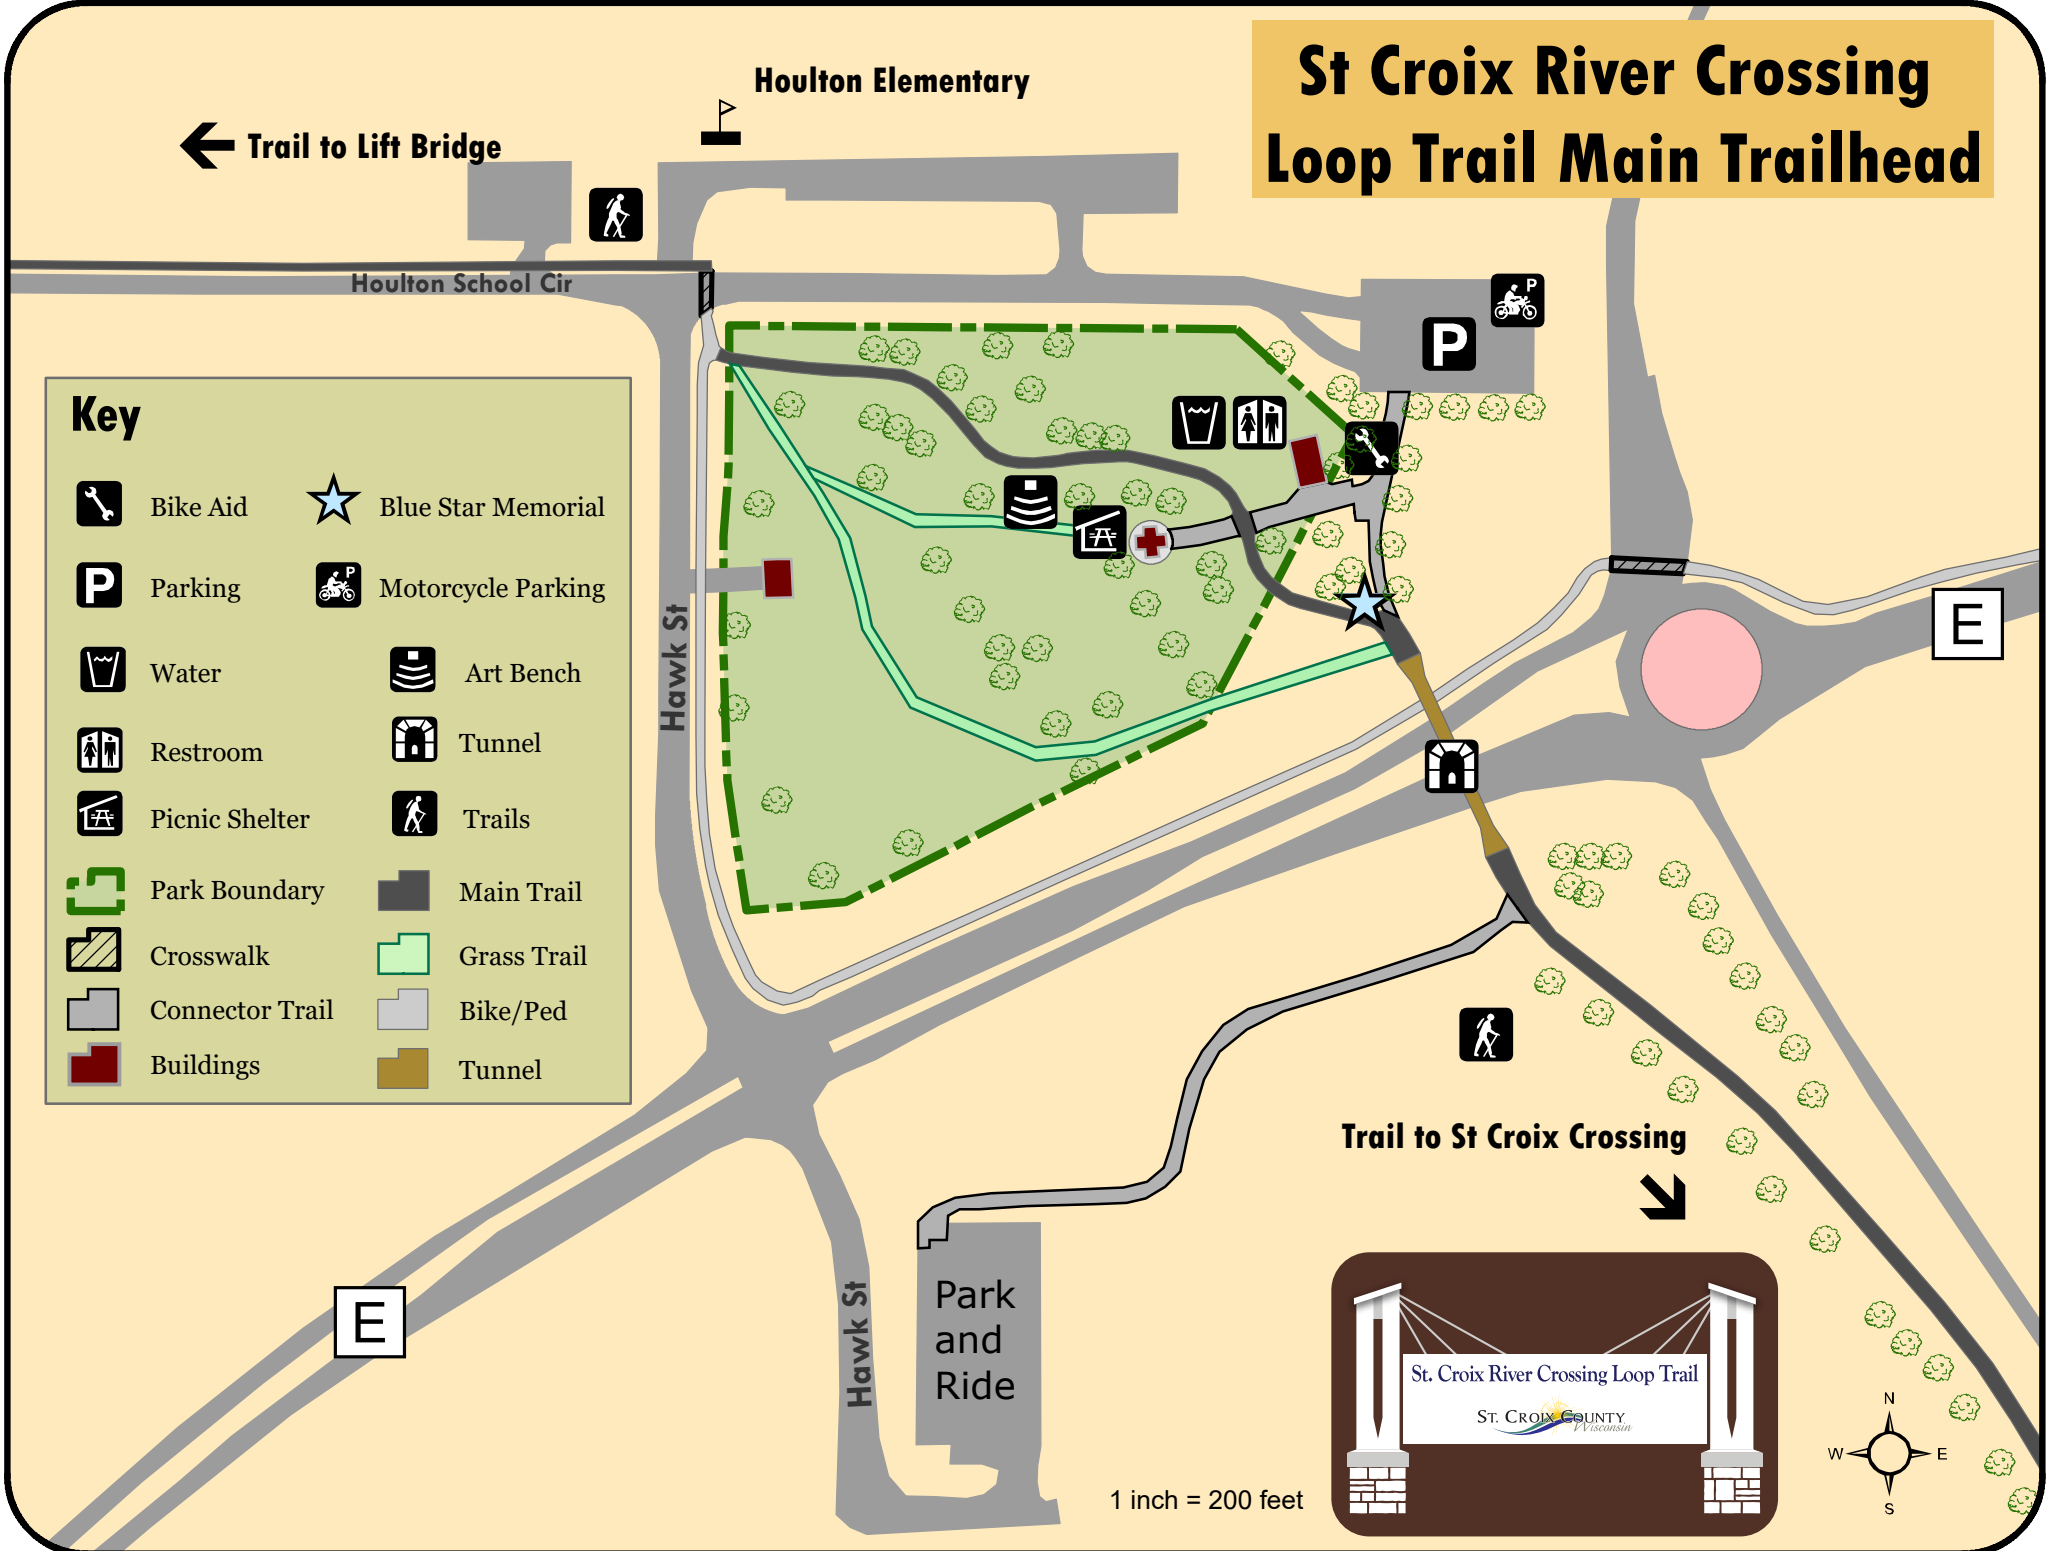 St Croix River Crossing
Loop Trail Main Trailhead
Houlton Elementary
Trail to Lift Bridge
Houlton School Cir
P
P
Key
Bike Aid
Blue Star Memorial
P
Parking
P
Motorcycle Parking
Water
Art Bench
Restroom
Tunnel
Picnic Shelter
Trails
Park Boundary
Main Trail
Crosswalk
Grass Trail
Connector Trail
Bike/Ped
Buildings
Tunnel
Hawk St
E
Trail to St Croix Crossing
E
Hawk St
Park
and
Ride
St. Croix River Crossing Loop Trail
ST. CROIX COUNTY
Wisconsin
N
W
E
S
1 inch = 200 feet